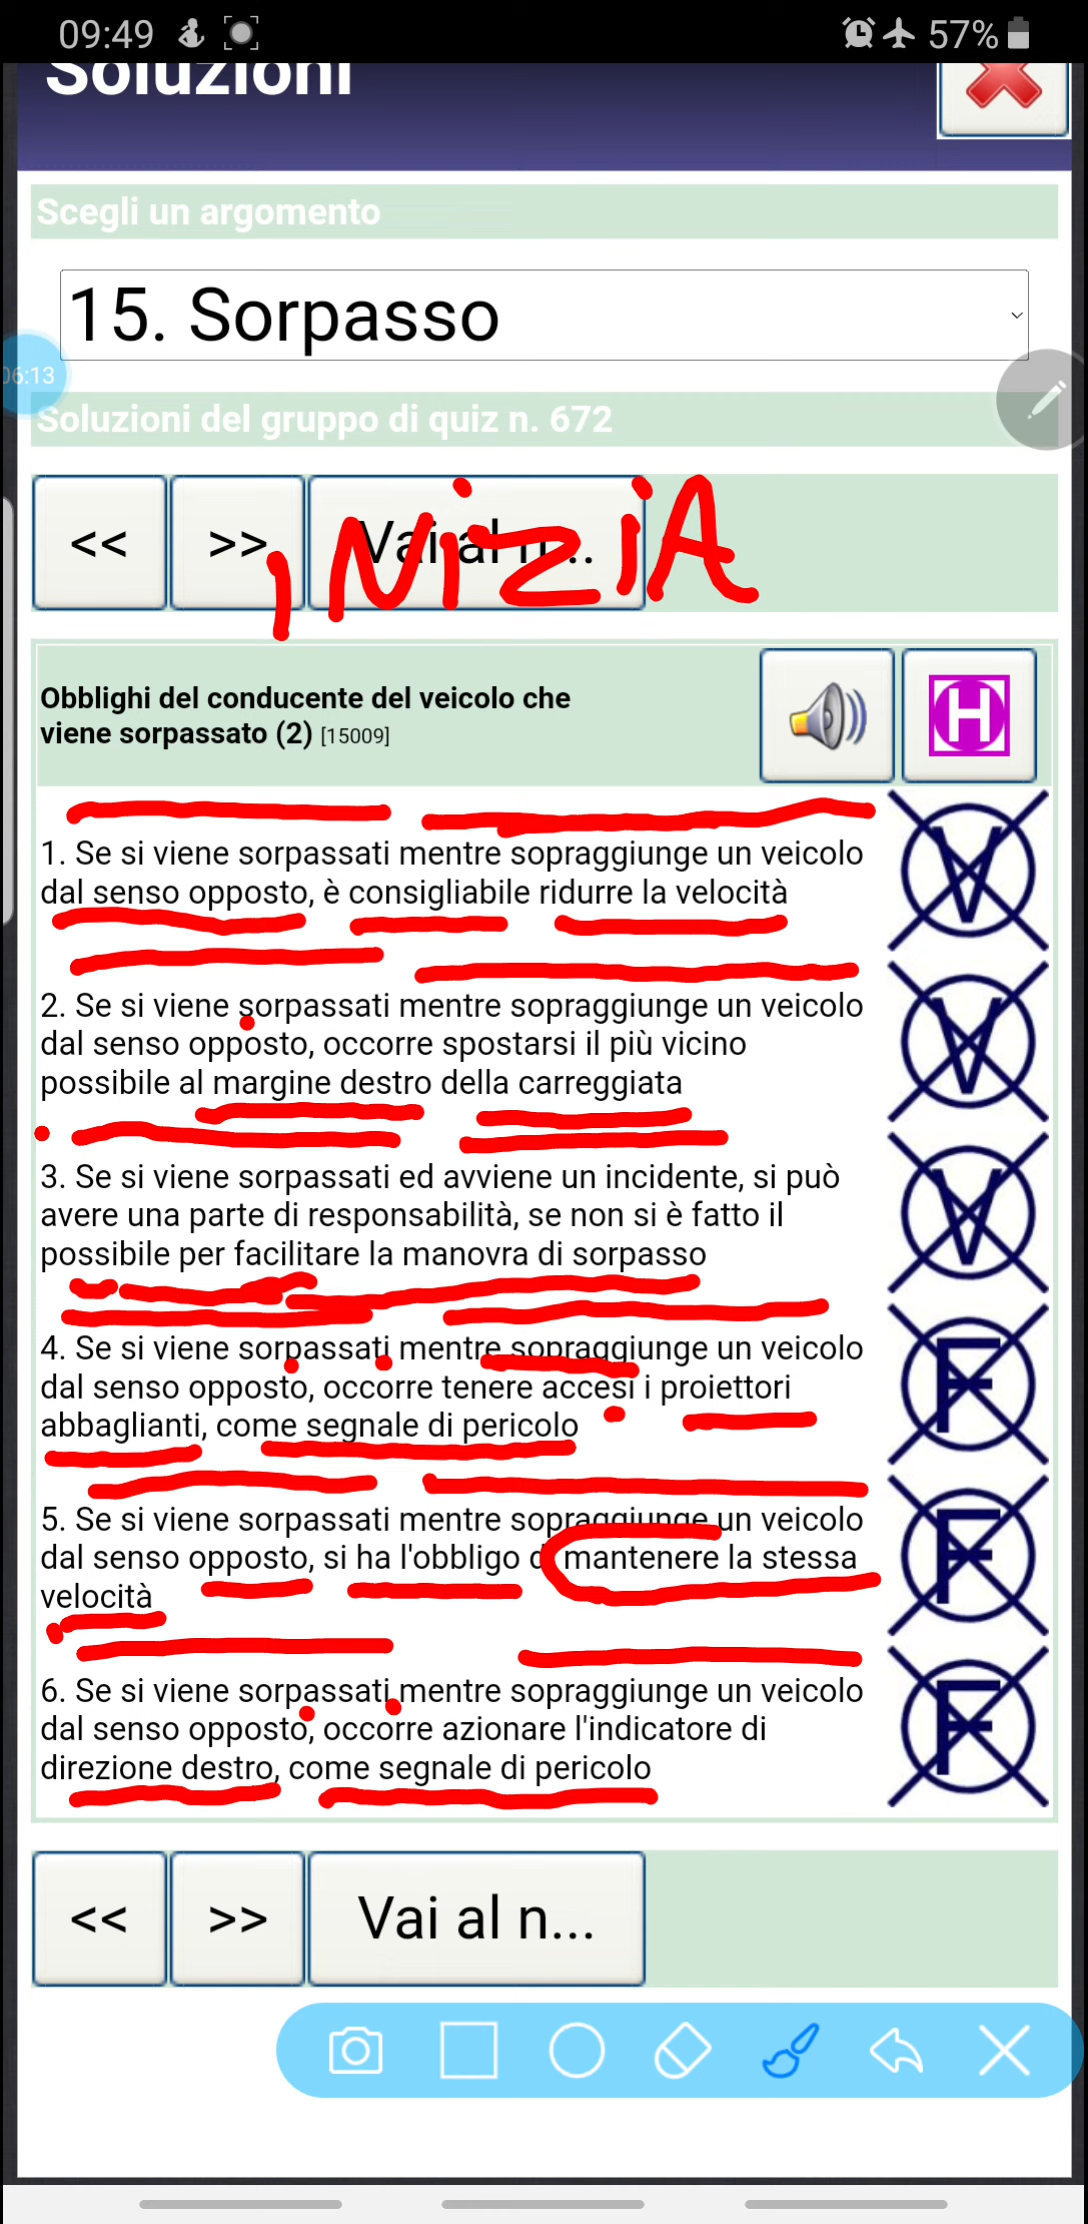 09:49
57%
Soluzioni
Scegli un argomento
15. Sorpasso
06:13
Soluzioni del gruppo di quiz n. 672
<< >> Vai al n...
iNiZiA
Obblighi del conducente del veicolo che
viene sorpassato (2) [15009]
H
1. Se si viene sorpassati mentre sopraggiunge un veicolo
dal senso opposto, è consigliabile ridurre la velocità
V
2. Se si viene sorpassati mentre sopraggiunge un veicolo
dal senso opposto, occorre spostarsi il più vicino
possibile al margine destro della carreggiata
V
3. Se si viene sorpassati ed avviene un incidente, si può
avere una parte di responsabilità, se non si è fatto il
possibile per facilitare la manovra di sorpasso
V
4. Se si viene sorpassati mentre sopraggiunge un veicolo
dal senso opposto, occorre tenere accesi i proiettori
abbaglianti, come segnale di pericolo
F
5. Se si viene sorpassati mentre sopraggiunge un veicolo
dal senso opposto, si ha l'obbligo di mantenere la stessa
velocità
F
6. Se si viene sorpassati mentre sopraggiunge un veicolo
dal senso opposto, occorre azionare l'indicatore di
direzione destro, come segnale di pericolo
F
<< >> Vai al n...